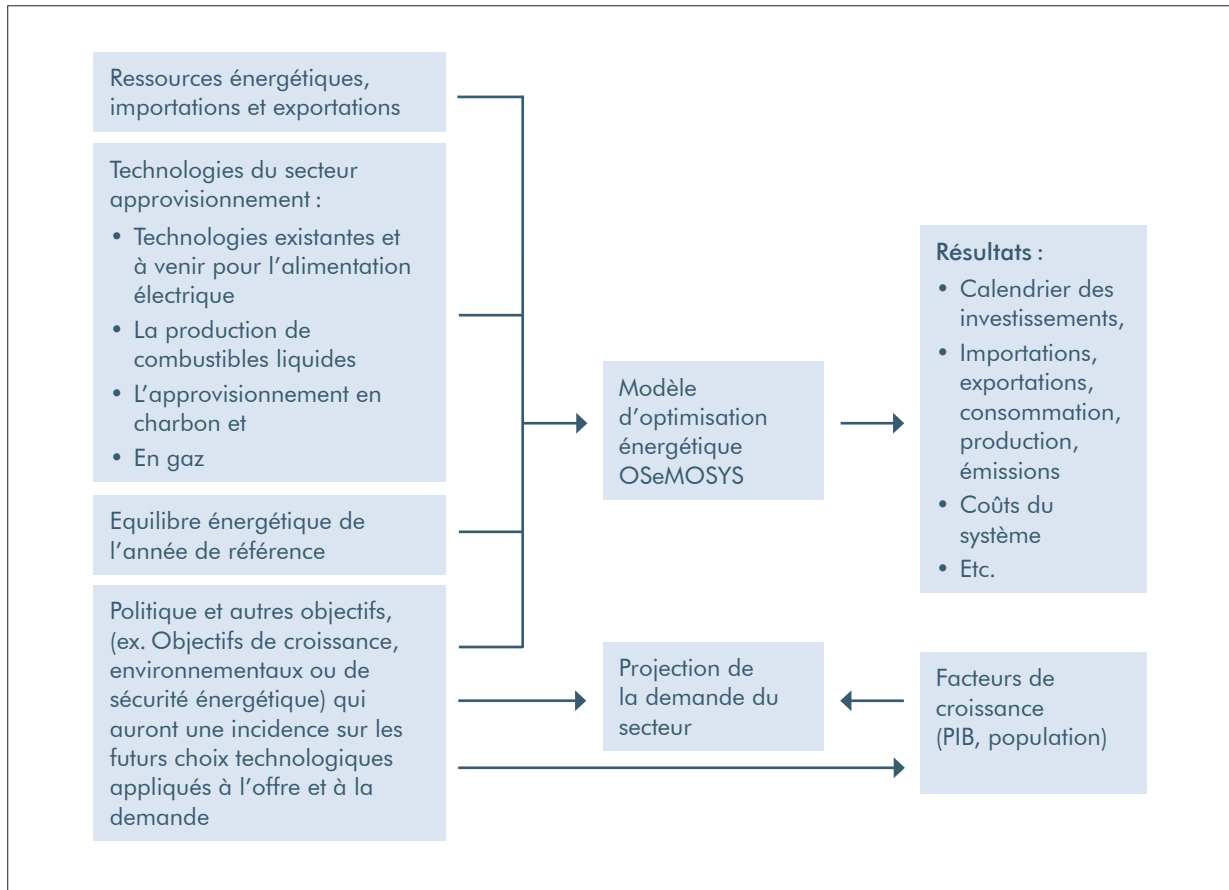 Ressources énergétiques,
importations et exportations
Technologies du secteur
approvisionnement :
• Technologies existantes et
à venir pour l'alimentation
électrique
• La production de
combustibles liquides
• L'approvisionnement en
charbon et
• En gaz
Equilibre énergétique de
l'année de référence
Politique et autres objectifs,
(ex. Objectifs de croissance,
environnementaux ou de
sécurité énergétique) qui
auront une incidence sur les
futurs choix technologiques
appliqués à l'offre et à la
demande
Modèle
d'optimisation
énergétique
OSeMOSYS
Projection de
la demande du
secteur
Résultats :
• Calendrier des
investissements,
• Importations,
exportations,
consommation,
production,
émissions
• Coûts du
système
• Etc.
Facteurs de
croissance
(PIB, population)